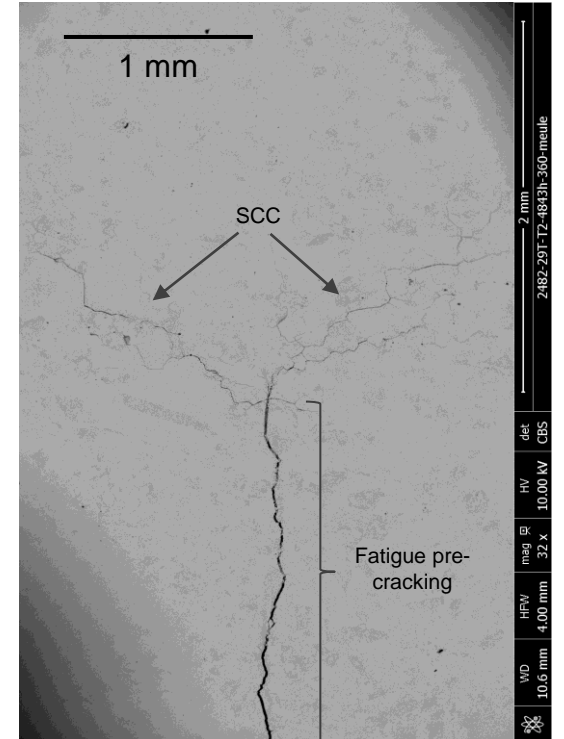 1 mm
SCC
Fatigue pre-
cracking
2 mm
2482-29T-T2-4843h-360-meule
det
CBS
HV
10.00 kV
mag
32 x
HFW
4.00 mm
WD
10.6 mm